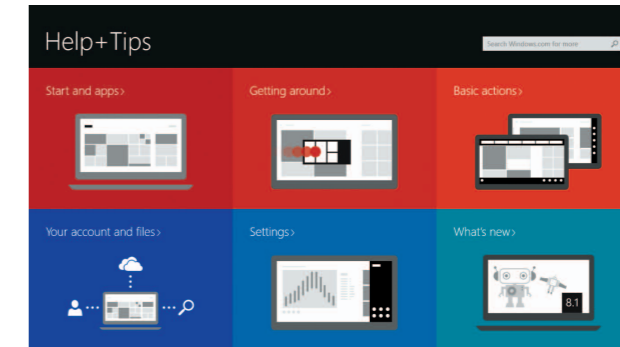 Help+Tips
Search Windows.com for more
Start and apps>
Getting around>
Basic actions>
Your account and files>
Settings>
What's new>
8.1